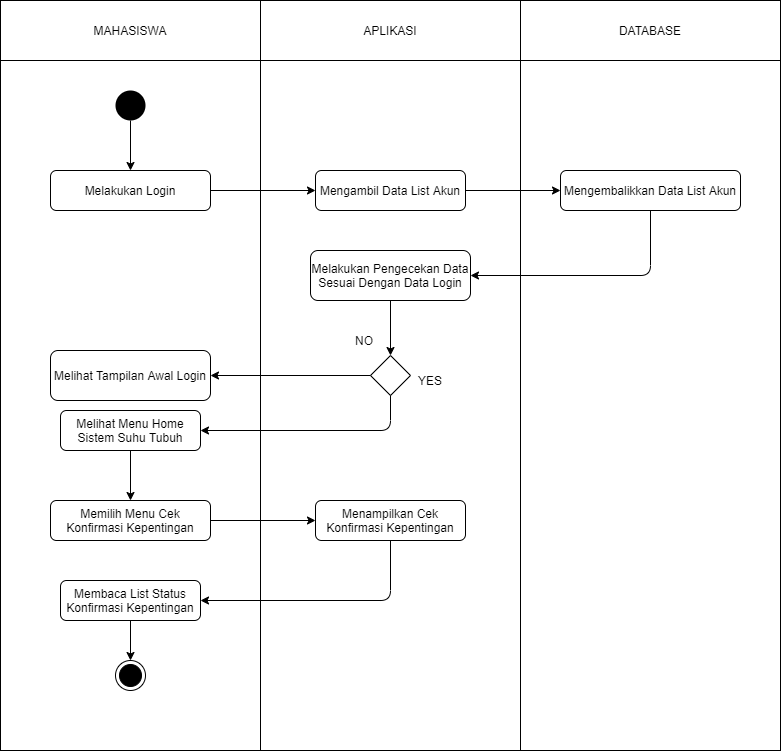 MAHASISWA
APLIKASI
DATABASE
Melakukan Login
Mengambil Data List Akun
Mengembalikkan Data List Akun
Melakukan Pengecekan Data
Sesuai Dengan Data Login
NO
Melihat Tampilan Awal Login
YES
Melihat Menu Home
Sistem Suhu Tubuh
Memilih Menu Cek
Konfirmasi Kepentingan
Menampilkan Cek
Konfirmasi Kepentingan
Membaca List Status
Konfirmasi Kepentingan